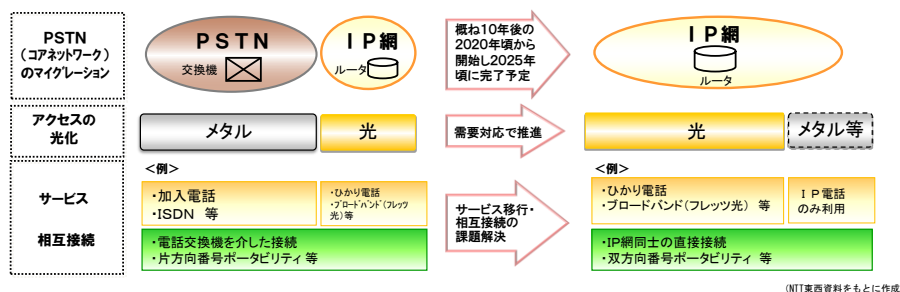 PSTN
(コアネットワーク)
のマイグレーション
PSTN
交換機
IP網
ルータ
概ね10年後の
2020年頃から
開始し2025年
頃に完了予定
IP網
ルータ
アクセスの
光化
メタル
光
需要対応で推進
光
メタル等
サービス
相互接続
<例>
・加入電話
・ISDN 等
・ひかり電話
・ブロードバンド(フレッツ
光)等
・電話交換機を介した接続
・片方向番号ポータビリティ 等
サービス移行・
相互接続の
課題解決
<例>
・ひかり電話
・ブロードバンド(フレッツ光) 等
IP電話
のみ利用
・IP網同士の直接接続
・双方向番号ポータビリティ 等
(NTT東西資料をもとに作成